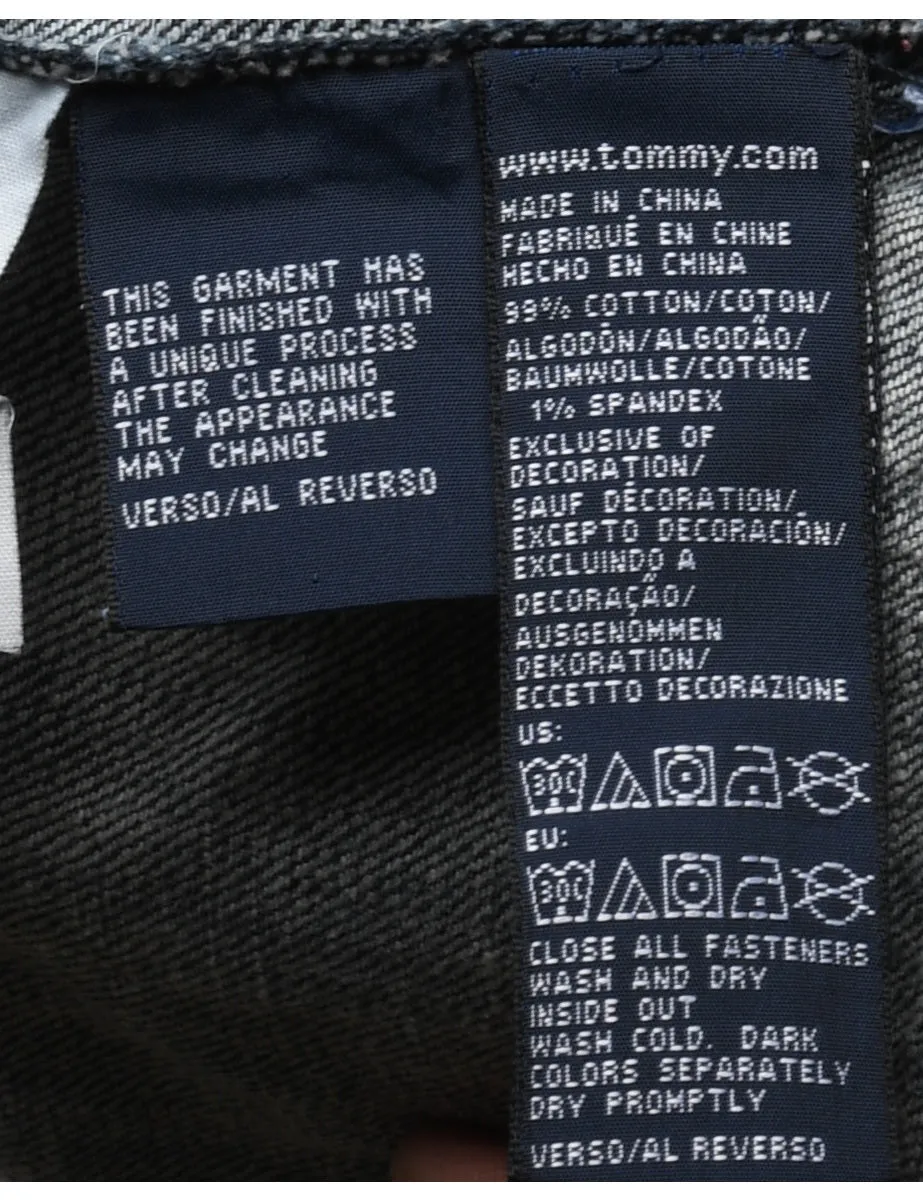 THIS GARMENT HAS
BEEN FINISHED WITH
A UNIQUE PROCESS
AFTER CLEANING
THE APPEARANCE
MAY CHANGE
VERSO/AL REVERSO
www.tommy.com
MADE IN CHINA
FABRIQUÉ EN CHINE
HECHO EN CHINA
99% COTTON/COTON/
ALGODÓN/ALGODÃO/
BAUMWOLLE/COTONE
1% SPANDEX
EXCLUSIVE OF
DECORATION/
SAUF DÉCORATION/
EXCEPTO DECORACIÓN/
EXCLUINDO A
DECORAÇÃO/
AUSGENOMMEN
DEKORATION/
ECCETTO DECORAZIONE
US:
30C
EU:
30C
CLOSE ALL FASTENERS
WASH AND DRY
INSIDE OUT
WASH COLD. DARK
COLORS SEPARATELY
DRY PROMPTLY
VERSO/AL REVERSO